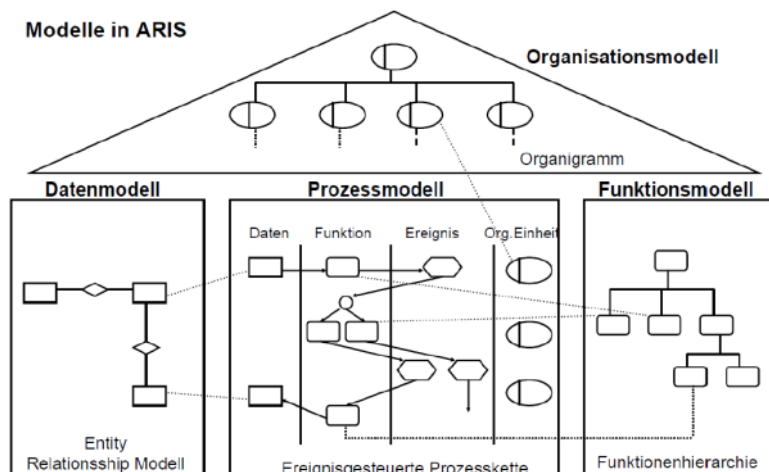 Modelle in ARIS
Organisationsmodell
Organigramm
Datenmodell
Prozessmodell
Funktionsmodell
Daten
Funktion
Ereignis
Org.Einheit
Entity
Relationsship Modell
Ereignisgesteuerte Prozesskette
Funktionenhierarchie